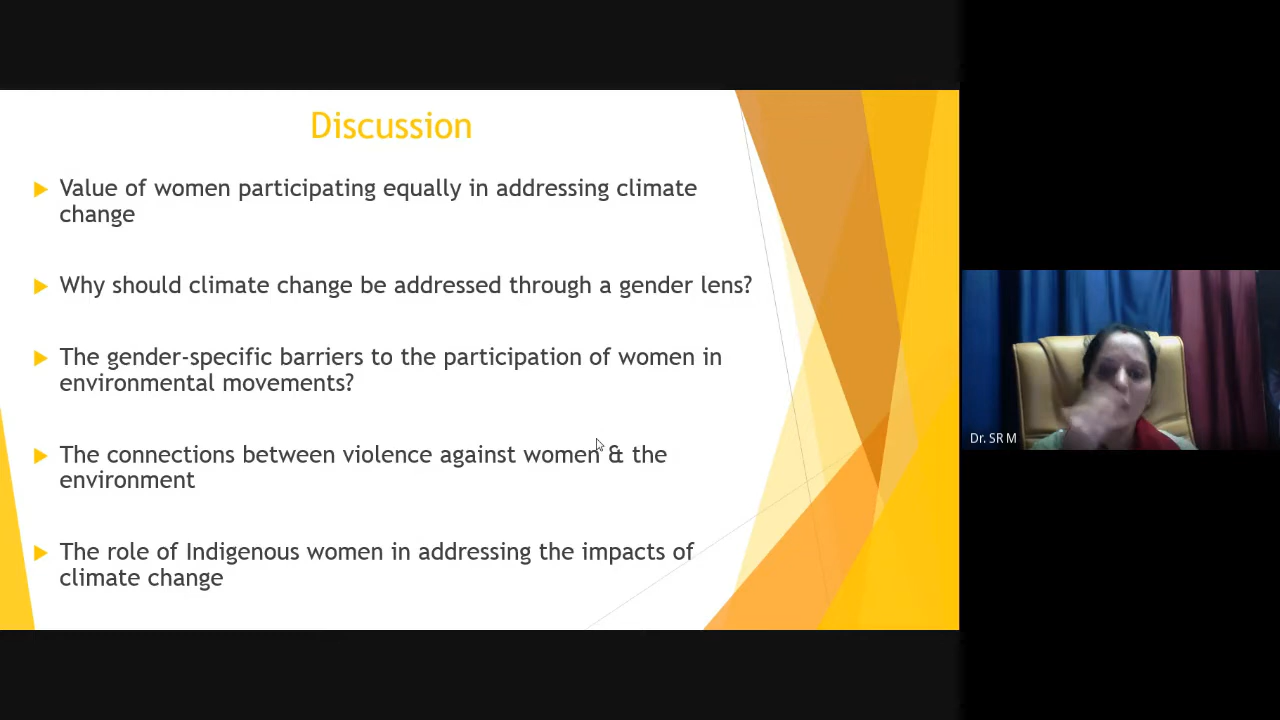 Discussion
Value of women participating equally in addressing climate
change
Why should climate change be addressed through a gender lens?
The gender-specific barriers to the participation of women in
environmental movements?
The connections between violence against women & the
environment
The role of Indigenous women in addressing the impacts of
climate change
Dr. SR M